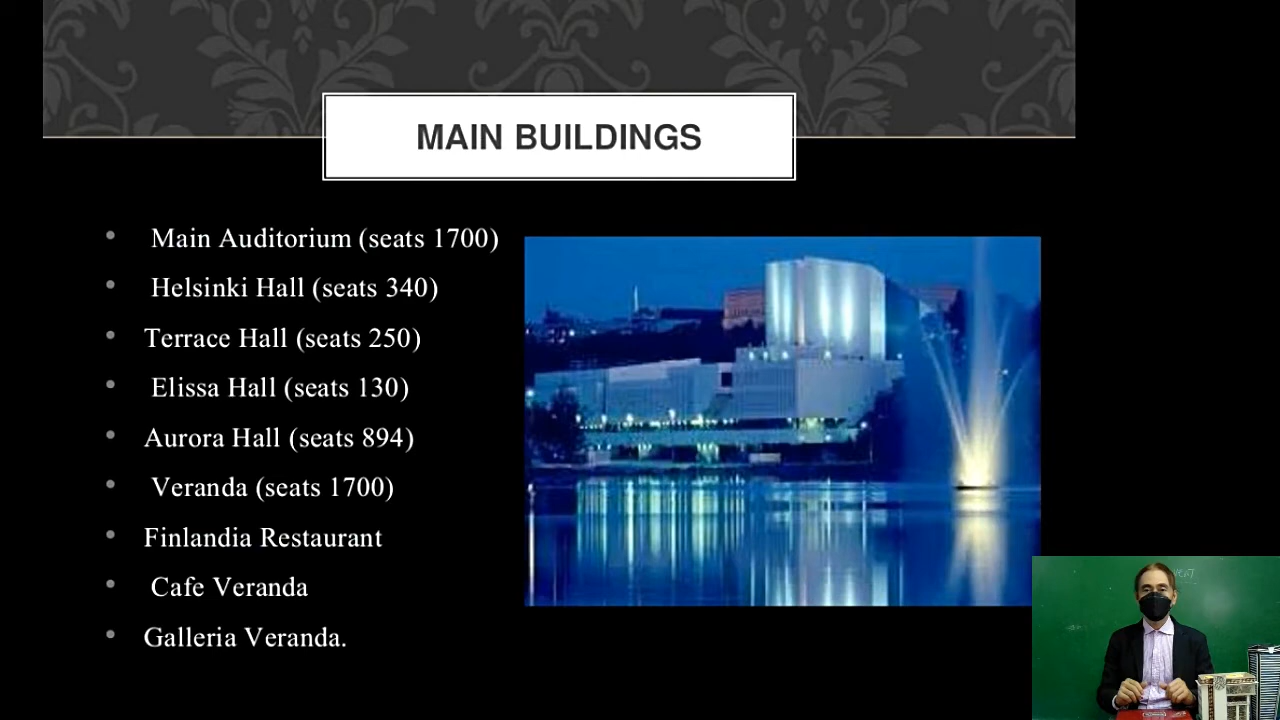 MAIN BUILDINGS
• Main Auditorium (seats 1700)
• Helsinki Hall (seats 340)
• Terrace Hall (seats 250)
• Elissa Hall (seats 130)
• Aurora Hall (seats 894)
• Veranda (seats 1700)
• Finlandia Restaurant
• Cafe Veranda
• Galleria Veranda.